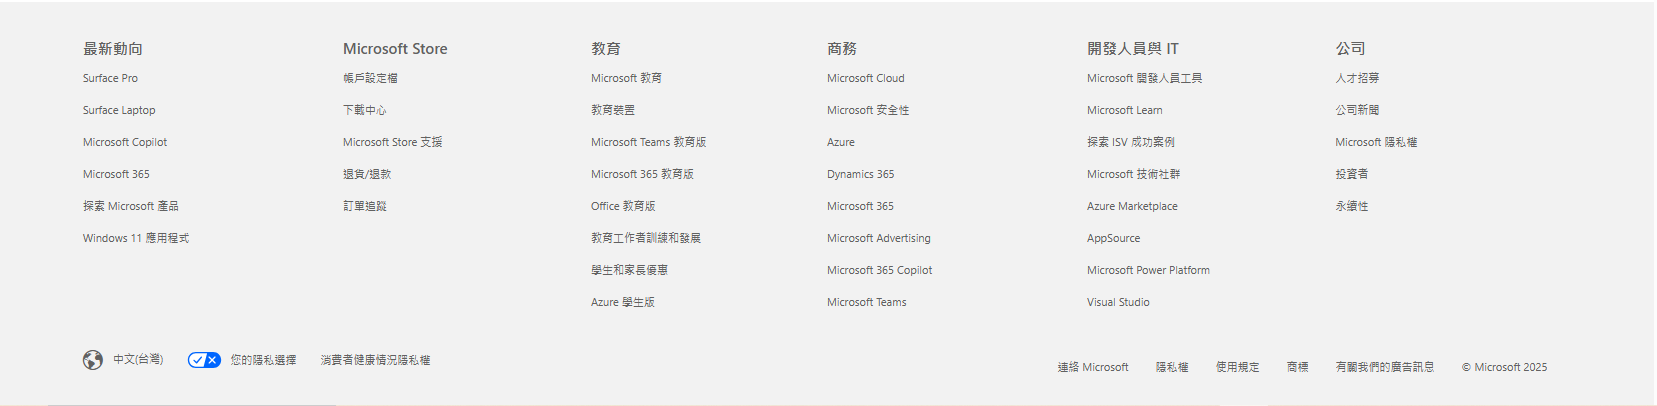 最新動向
Surface Pro
Surface Laptop
Microsoft Copilot
Microsoft 365
探索 Microsoft 產品
Windows 11 應用程式
Microsoft Store
帳戶設定檔
下載中心
Microsoft Store 支援
退貨/退款
訂單追蹤
教育
Microsoft 教育
教育裝置
Microsoft Teams 教育版
Microsoft 365 教育版
Office 教育版
教育工作者訓練和發展
學生和家長優惠
Azure 學生版
商務
Microsoft Cloud
Microsoft 安全性
Azure
Dynamics 365
Microsoft 365
Microsoft Advertising
Microsoft 365 Copilot
Microsoft Teams
開發人員與 IT
Microsoft 開發人員工具
Microsoft Learn
探索 ISV 成功案例
Microsoft 技術社群
Azure Marketplace
AppSource
Microsoft Power Platform
Visual Studio
公司
人才招募
公司新聞
Microsoft 隱私權
投資者
永續性
中文(台灣)
您的隱私選擇
消費者健康情況隱私權
連絡 Microsoft
隱私權
使用規定
商標
有關我們的廣告訊息
© Microsoft 2025